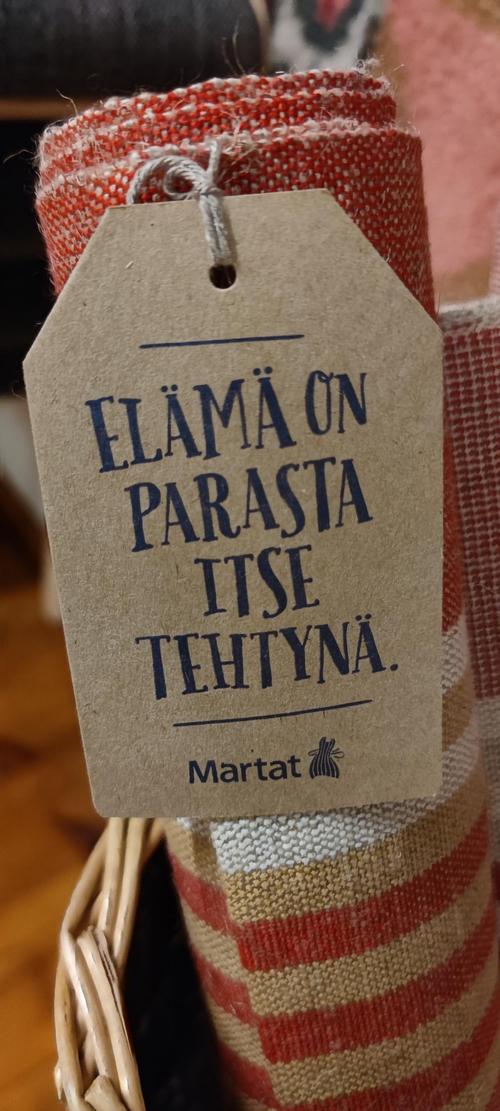 ELÄMÄ ON
PARASTA
ITSE
TEHTYNÄ.
Martat